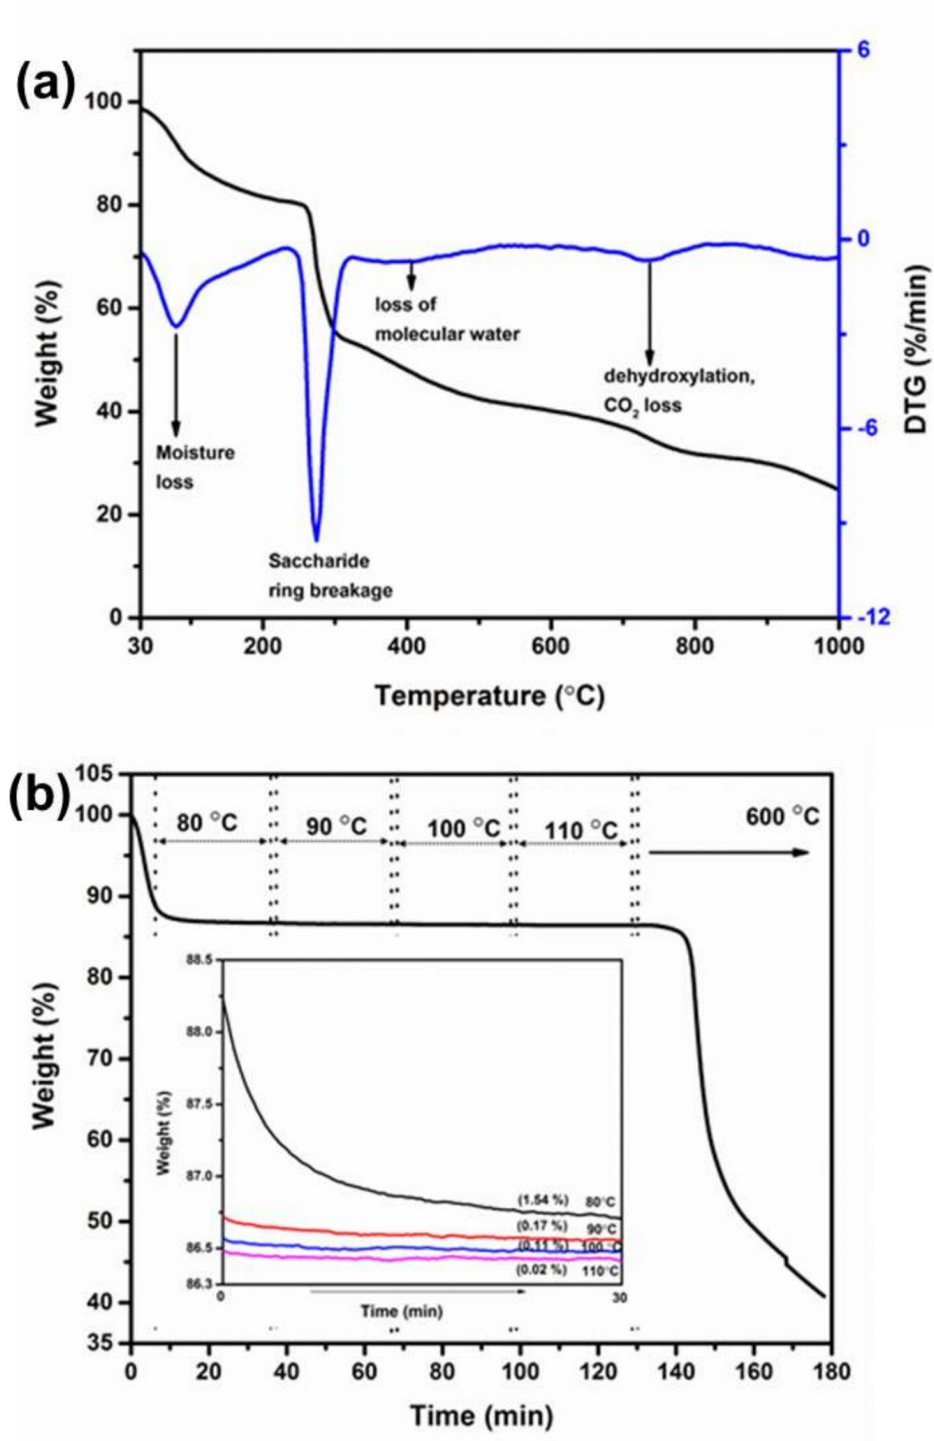 (a)
100
80
60
40
20
0
Weight (%)
6
0
-6
-12
DTG (%/min)
loss of
molecular water
dehydroxylation,
CO2 loss
Moisture
loss
Saccharide
ring breakage
30 200 400 600 800 1000
Temperature (°C)
(b)
105
100
90
80
70
60
50
40
35
Weight (%)
80 °C 90 °C 100 °C 110 °C 600 °C
88.5
88.0
87.5
87.0
86.5
86.3
Weight (%)
(1.54 %) 80°C
(0.17 %) 90°C
(0.11 %) 100°C
(0.02 %) 110°C
0 30
Time (min)
0 20 40 60 80 100 120 140 160 180
Time (min)